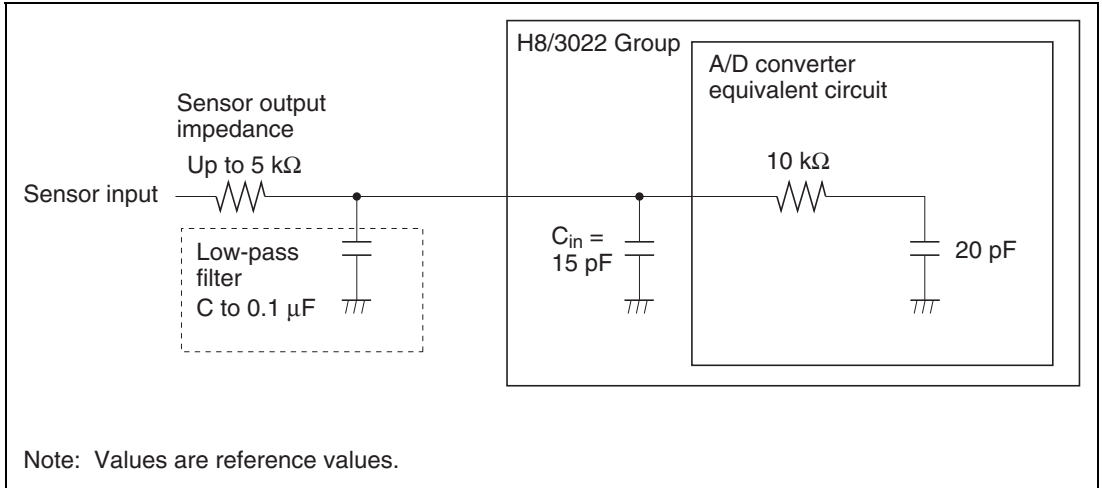 H8/3022 Group
A/D converter
equivalent circuit
Sensor output
impedance
Up to 5 kΩ
10 kΩ
Sensor input
Low-pass
filter
C to 0.1 μF
Cin =
15 pF
20 pF
Note: Values are reference values.